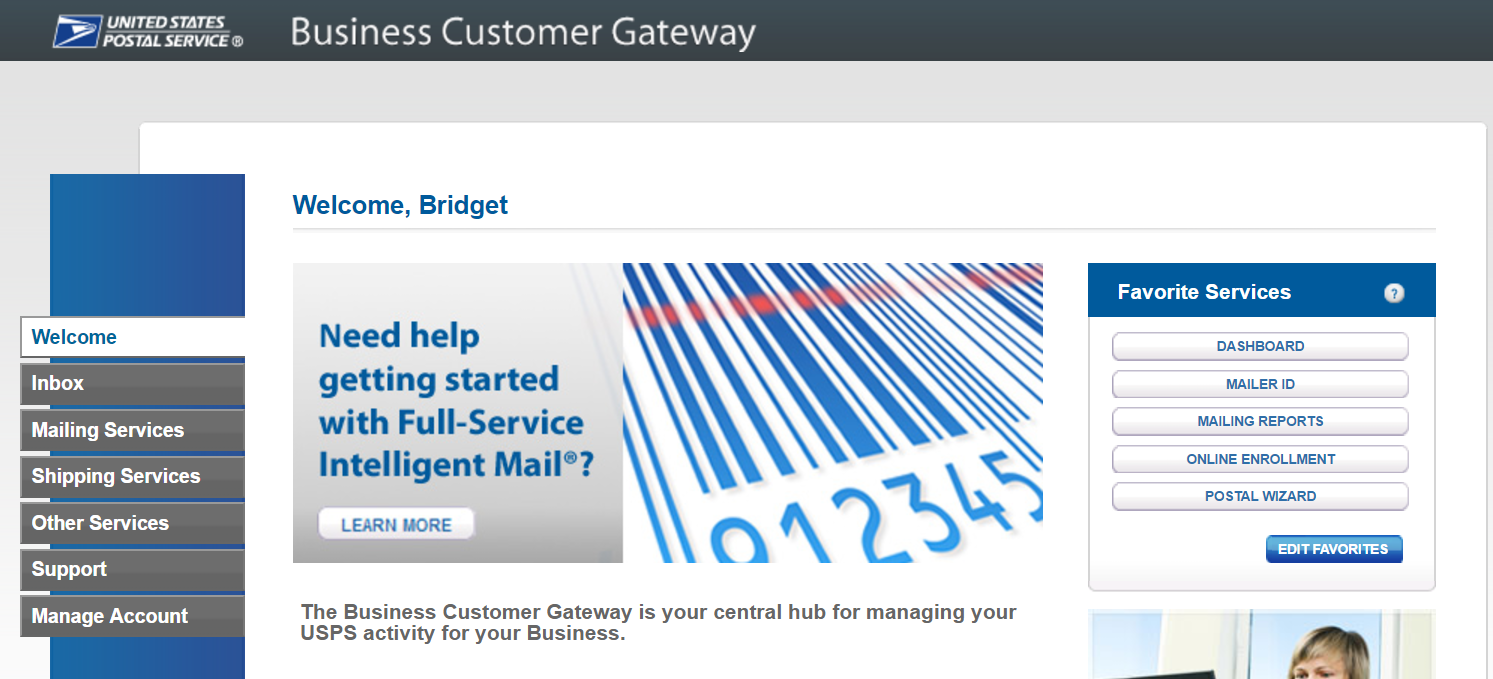 UNITED STATES
POSTAL SERVICE ®
Business Customer Gateway
Welcome, Bridget
Welcome
Inbox
Mailing Services
Shipping Services
Other Services
Support
Manage Account
Need help
getting started
with Full-Service
Intelligent Mail®?
LEARN MORE
012345
Favorite Services
?
DASHBOARD
MAILER ID
MAILING REPORTS
ONLINE ENROLLMENT
POSTAL WIZARD
EDIT FAVORITES
The Business Customer Gateway is your central hub for managing your
USPS activity for your Business.